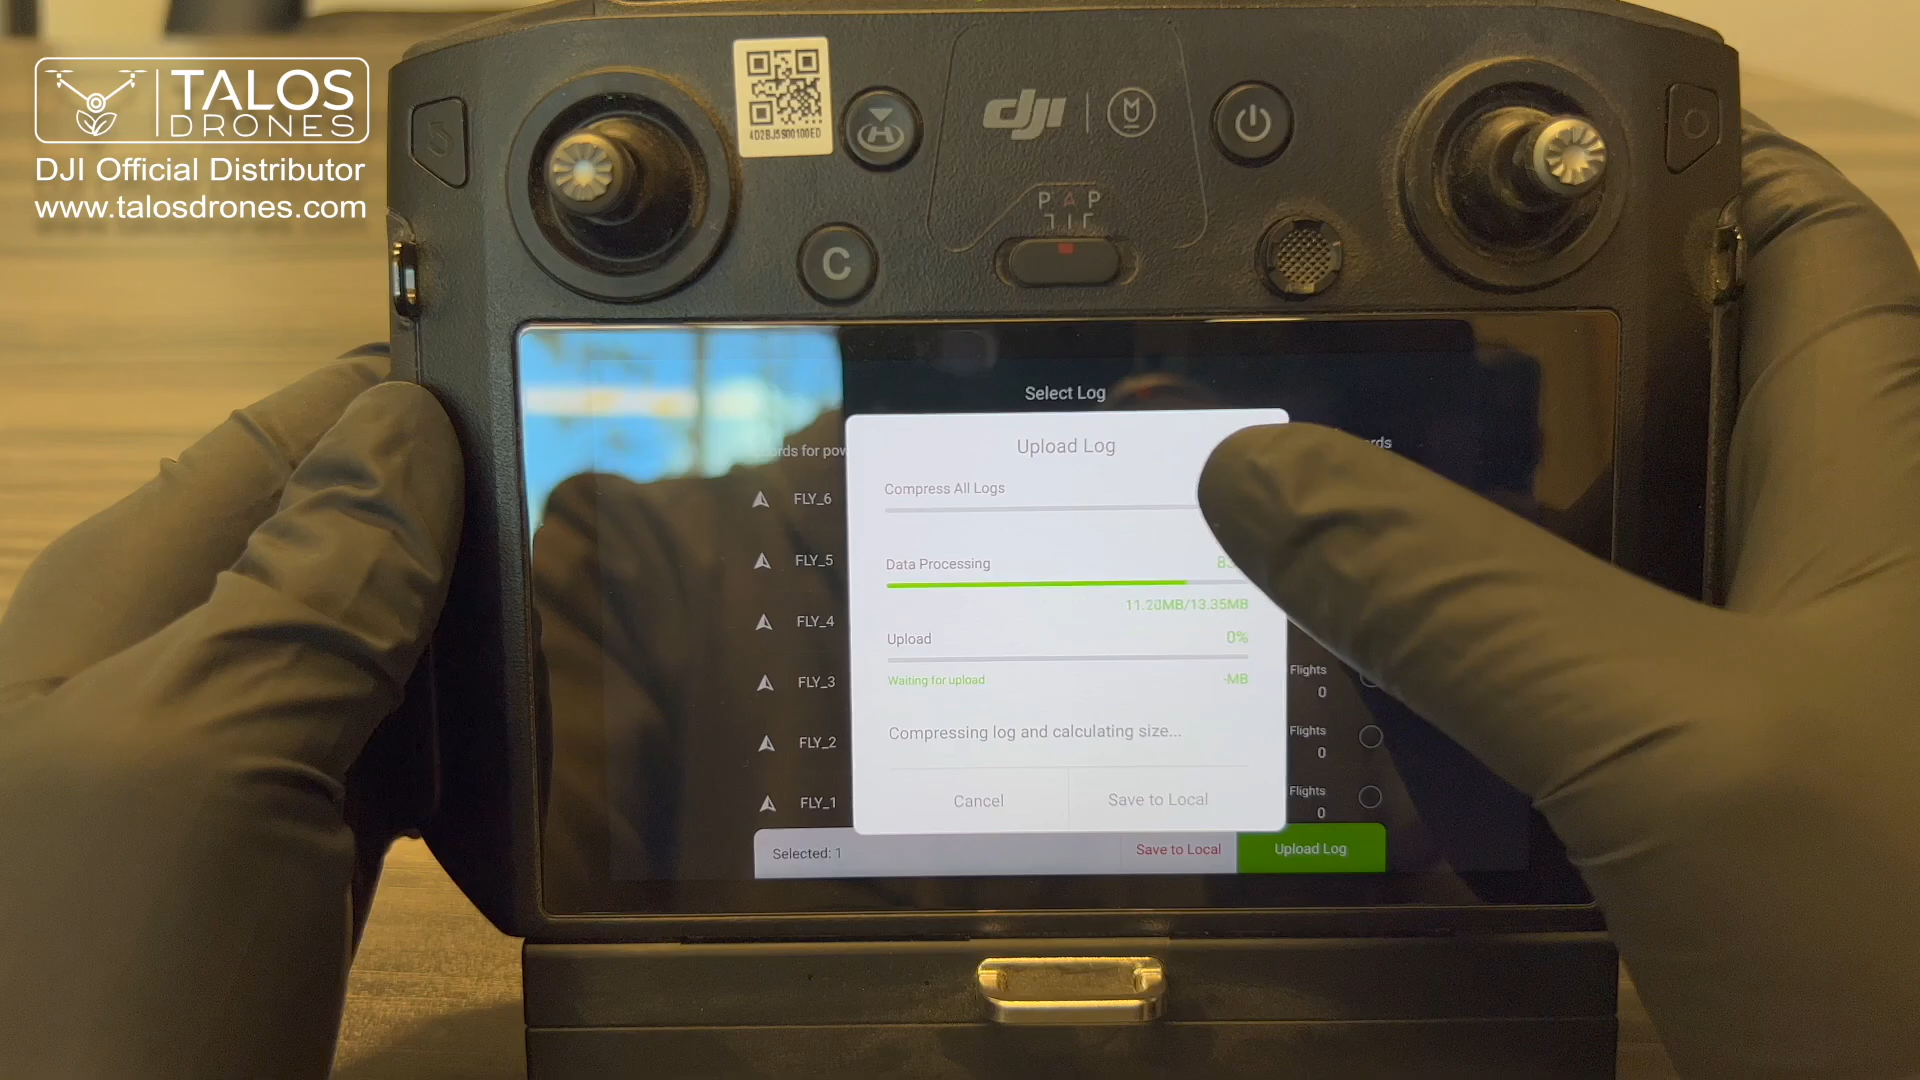 TALOS
DRONES
DJI Official Distributor
www.talosdrones.com
4D2BJ5S00100ED
H
dji
C
P A P
Select Log
Upload Log
Compress All Logs
Data Processing
11.20MB/13.35MB
Upload 0%
Waiting for upload -MB
Compressing log and calculating size...
Cancel Save to Local
for
FLY_6
FLY_5
FLY_4
FLY_3 Flights
0
FLY_2 Flights
0
FLY_1 Flights
0
Selected: 1 Save to Local Upload Log